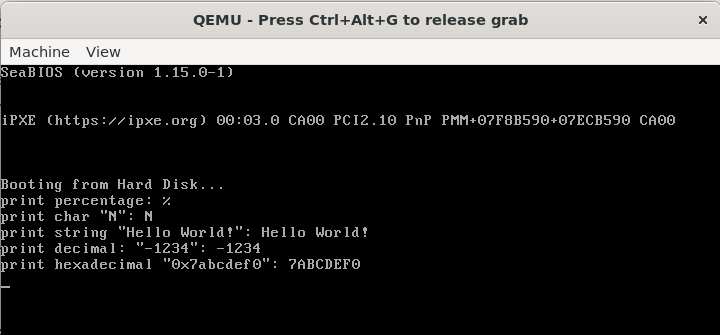 QEMU - Press Ctrl+Alt+G to release grab
Machine View
SeaBIOS (version 1.15.0-1)
iPXE (https://ipxe.org) 00:03.0 CA00 PCI2.10 PnP PMM+07F8B590+07ECB590 CA00
Booting from Hard Disk...
print percentage: %
print char "N": N
print string "Hello World!": Hello World!
print decimal: "-1234": -1234
print hexadecimal "0x7abcdef0": 7ABCDEF0
_